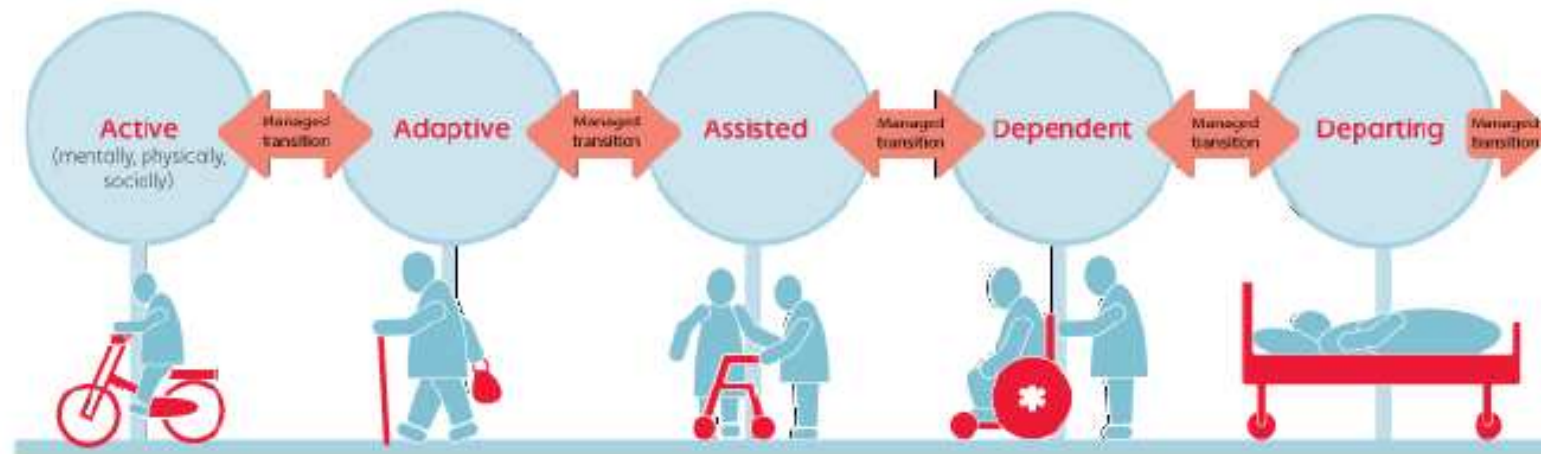 Active
(mentally, physically,
socially)
Managed
transition
Adaptive
Managed
transition
Assisted
Managed
transition
Dependent
Managed
transition
Departing
Managed
transition